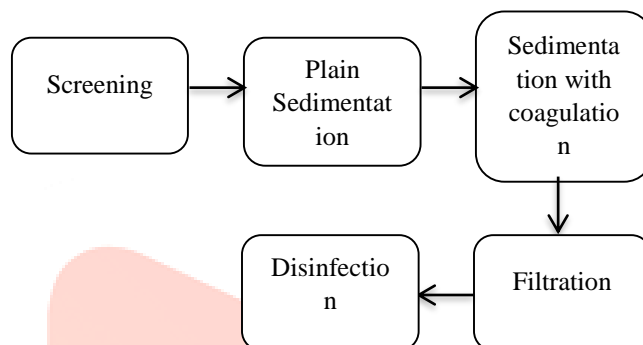 Screening
Plain
Sedimentat
ion
Sedimenta
tion with
coagulatio
n
Filtration
Disinfectio
n